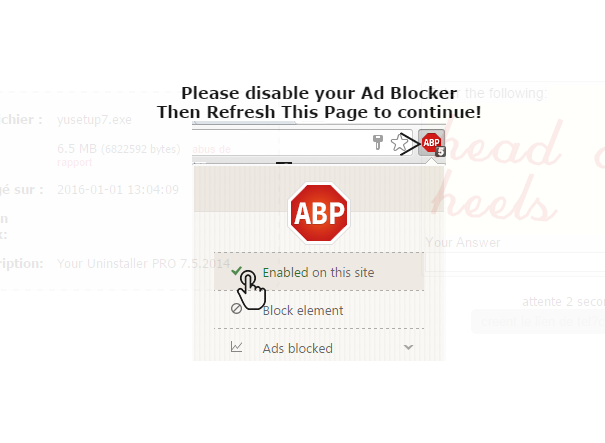 Please disable your Ad Blocker
Then Refresh This Page to continue!
the following:
chier : yusetup7.exe
6.5 MB (6822592 bytes) abus de
rapport
gé sur : 2016-01-01 13:04:09
n
x:
ription: Your Uninstaller PRO 7.5.2014
ABP
5
head
heels
ABP
Your Answer
Enabled on this site
Block element
Ads blocked
attente 2 secon